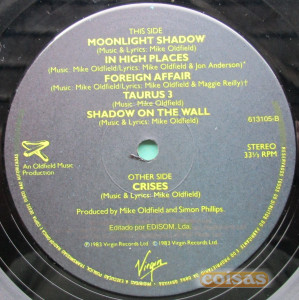 THIS SIDE
MOONLIGHT SHADOW
(Music & Lyrics: Mike Oldfield)
IN HIGH PLACES
(Music: Mike Oldfield/Lyrics: Mike Oldfield & Jon Anderson)*
FOREIGN AFFAIR
(Music: Mike Oldfield/Lyrics: Mike Oldfield & Maggie Reilly)†
TAURUS 3
(Music: Mike Oldfield)
SHADOW ON THE WALL
(Music & Lyrics: Mike Oldfield)
613105-B
STEREO
33⅓ RPM
An Oldfield Music
Production
OTHER SIDE
CRISES
(Music & Lyrics: Mike Oldfield)
Produced by Mike Oldfield and Simon Phillips
Editado por EDISOM, Lda.
℗ 1983 Virgin Records Ltd © 1983 Virgin Records Ltd.
Virgin
coisas